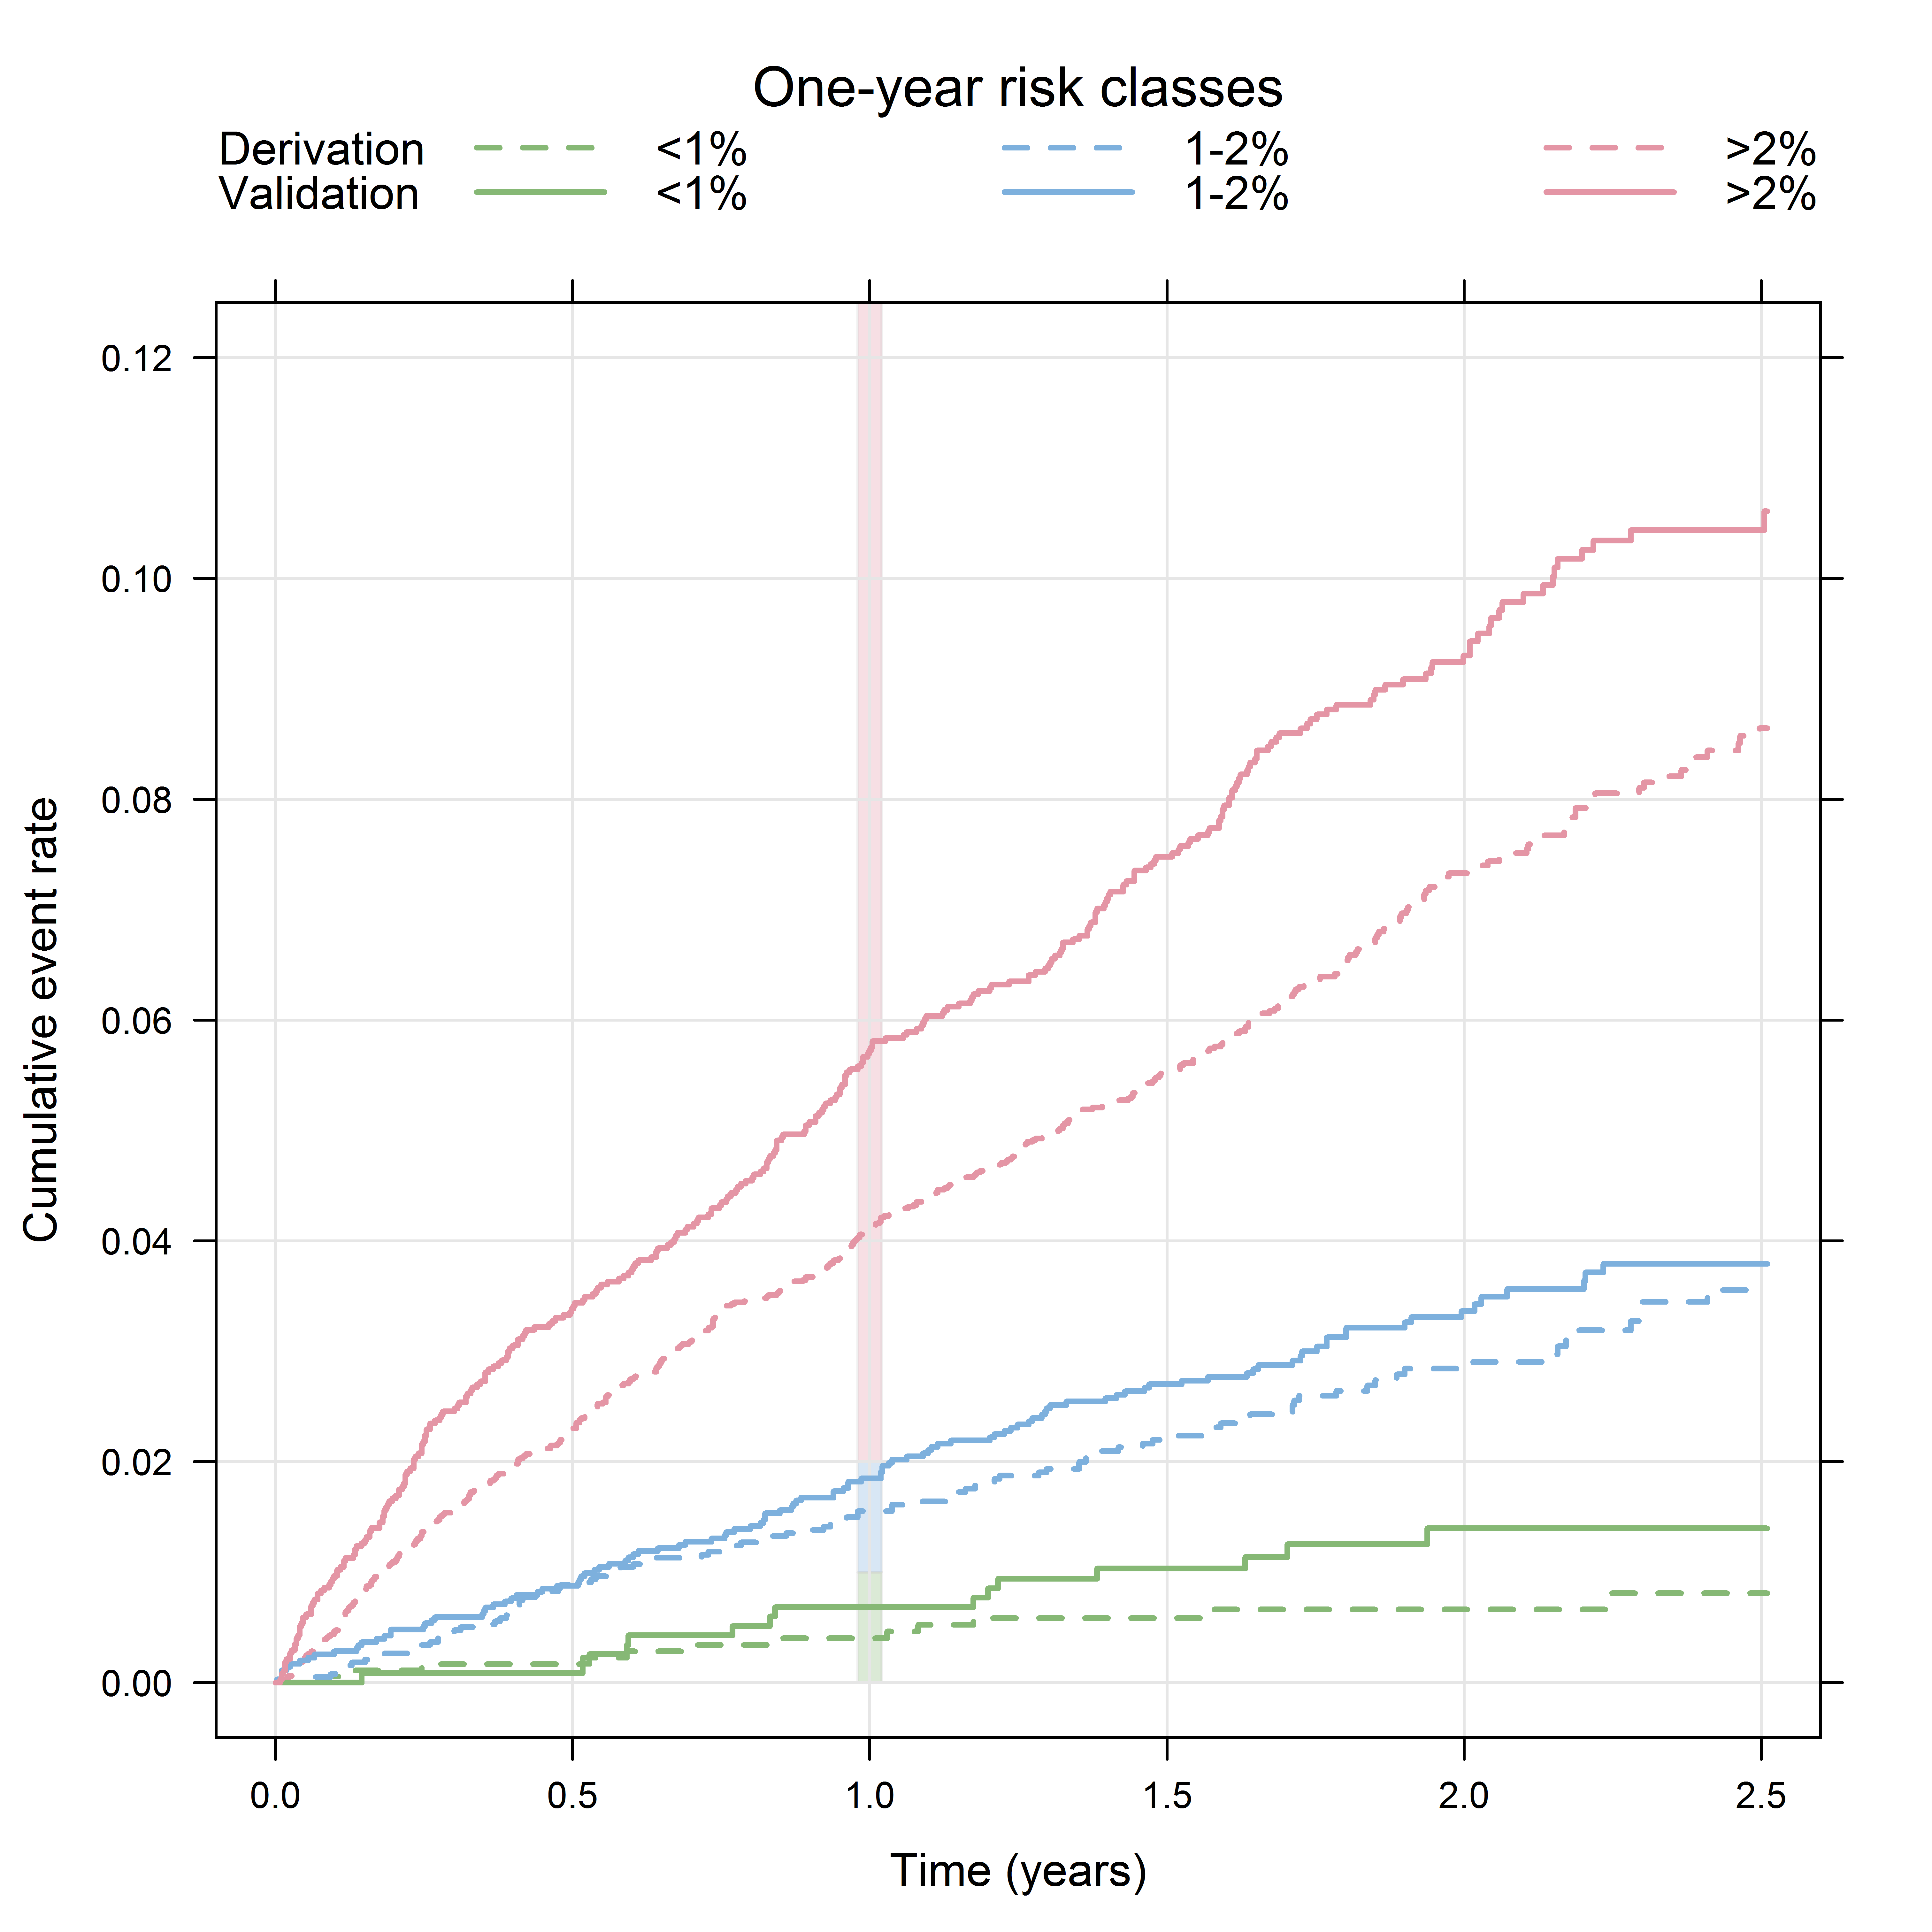 One-year risk classes
Derivation <1% 1-2% >2%
Validation <1% 1-2% >2%
0.12
0.10
0.08
0.06
0.04
0.02
0.00
Cumulative event rate
0.0 0.5 1.0 1.5 2.0 2.5
Time (years)